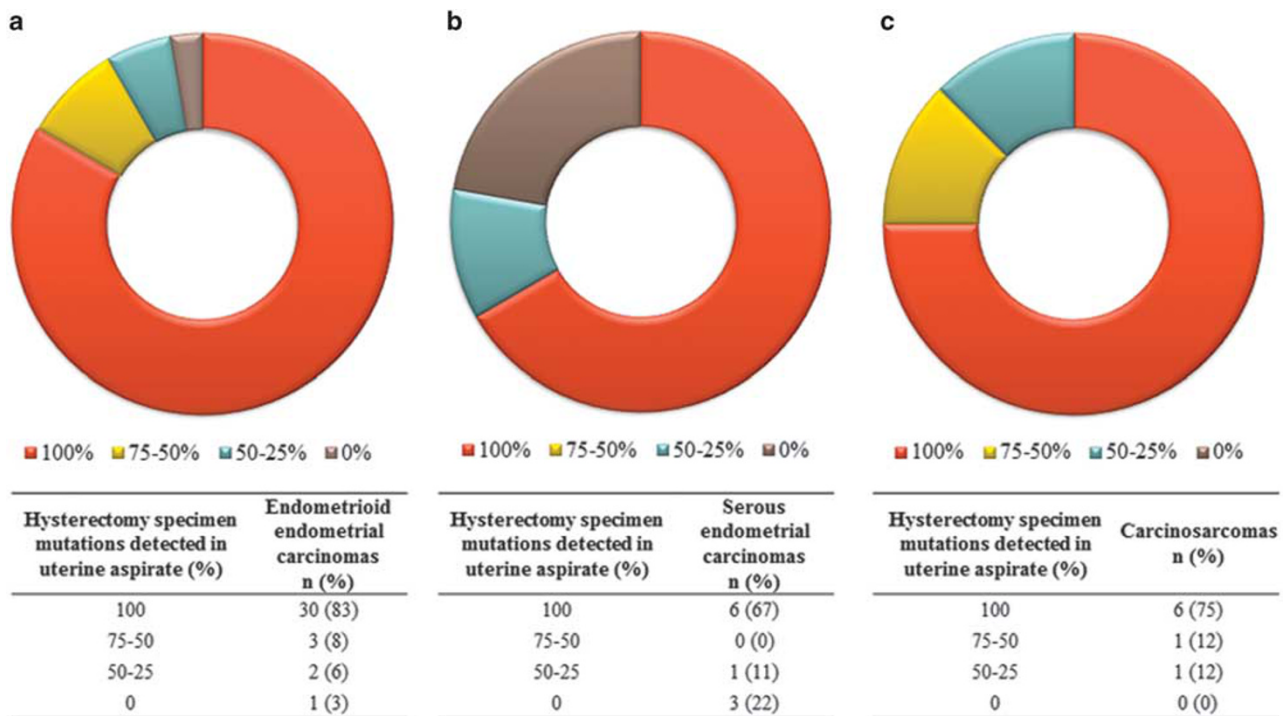 a
b
c
100% 75-50% 50-25% 0%
100% 75-50% 50-25% 0%
100% 75-50% 50-25% 0%
Hysterectomy specimen
mutations detected in
uterine aspirate (%)
Endometrioid
endometrial
carcinomas
n (%)
100 30 (83)
75-50 3 (8)
50-25 2 (6)
0 1 (3)
Hysterectomy specimen
mutations detected in
uterine aspirate (%)
Serous
endometrial
carcinomas
n (%)
100 6 (67)
75-50 0 (0)
50-25 1 (11)
0 3 (22)
Hysterectomy specimen
mutations detected in
uterine aspirate (%)
Carcinosarcomas
n (%)
100 6 (75)
75-50 1 (12)
50-25 1 (12)
0 0 (0)